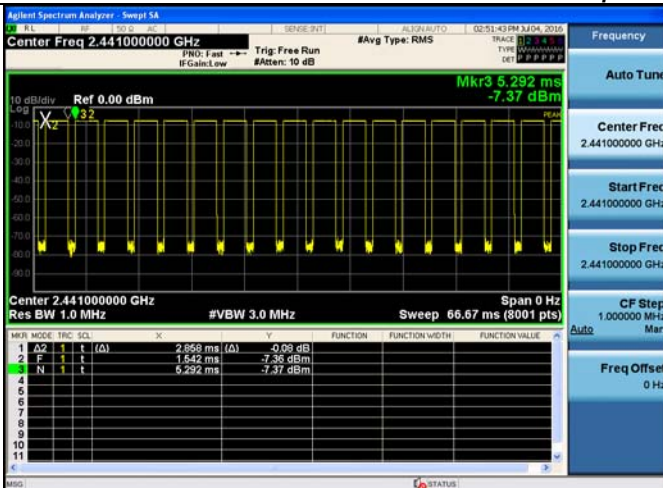 Agilent Spectrum Analyzer - Swept SA
RL RF 50 Ω AC SENSE:INT ALIGN AUTO 02:51:43 PM Jul 04, 2016
Center Freq 2.441000000 GHz
PNO: Fast
IFGain:Low
Trig: Free Run
#Atten: 10 dB
#Avg Type: RMS
TRACE 1 2 3 4 5 6
TYPE
DET P P P P P P
Mkr3 5.292 ms
-7.37 dBm
10 dB/div Ref 0.00 dBm
Log
PEAK
X2
3 2
-10.0
-20.0
-30.0
-40.0
-50.0
-60.0
-70.0
-80.0
-90.0
Center 2.441000000 GHz Span 0 Hz
Res BW 1.0 MHz #VBW 3.0 MHz Sweep 66.67 ms (8001 pts)
MKR MODE TRC SCL X Y FUNCTION FUNCTION WIDTH FUNCTION VALUE
1 Δ2 1 t (Δ) 2.858 ms (Δ) -0.08 dB
2 F 1 t 1.542 ms -7.36 dBm
3 N 1 t 5.292 ms -7.37 dBm
4
5
6
7
8
9
10
11
MSG STATUS
Frequency
Auto Tune
Center Freq
2.441000000 GHz
Start Freq
2.441000000 GHz
Stop Freq
2.441000000 GHz
CF Step
1.000000 MHz
Auto Man
Freq Offset
0 Hz